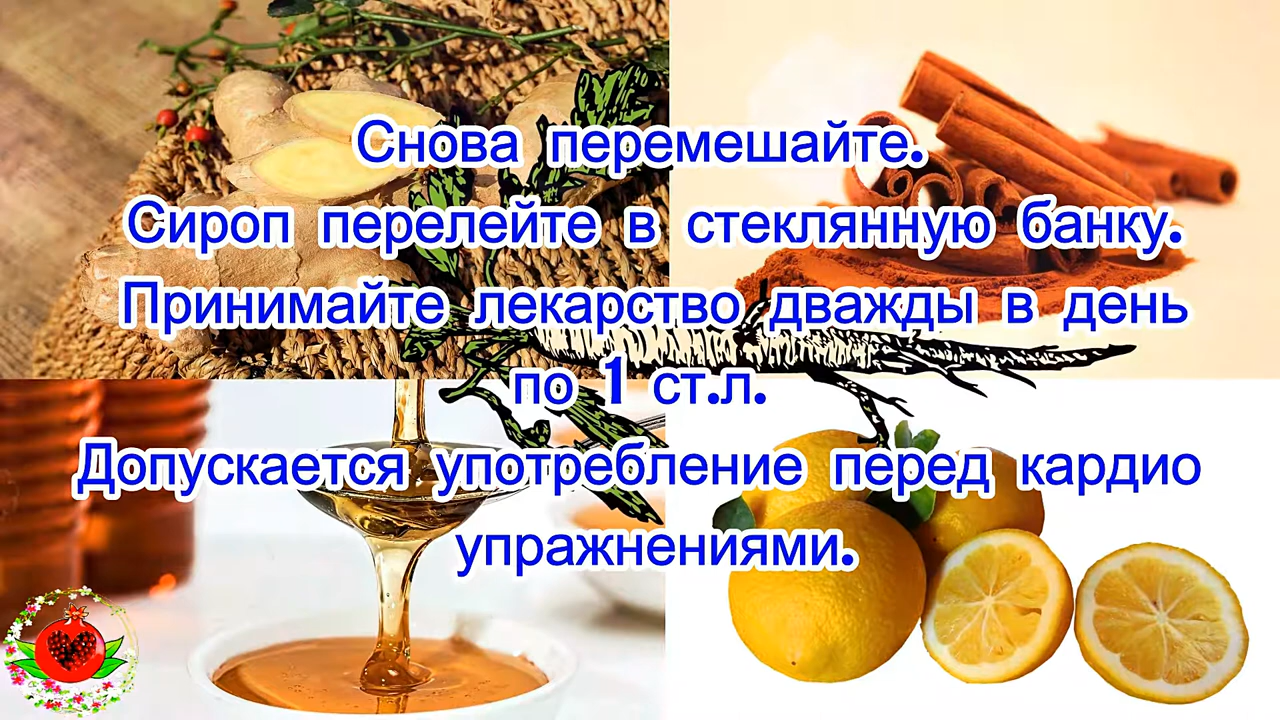 Снова перемешайте.
Сироп перелейте в стеклянную банку.
Принимайте лекарство дважды в день
по 1 ст.л.
Допускается употребление перед кардио
упражнениями.